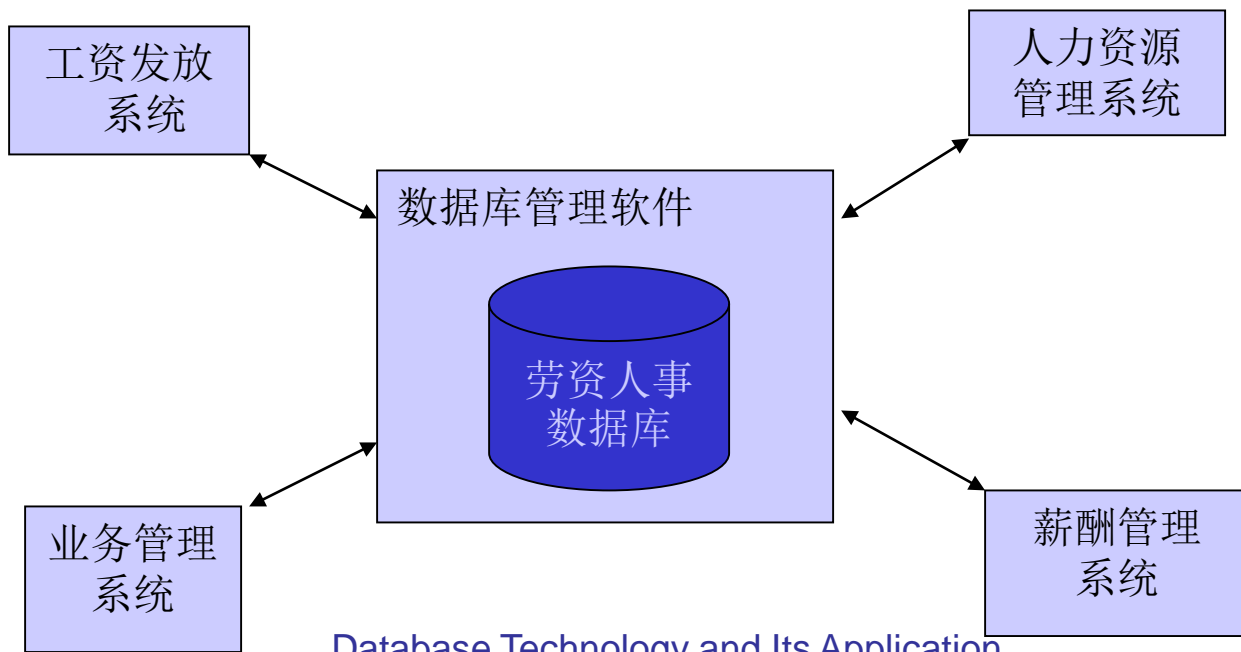 工资发放
系统
人力资源
管理系统
数据库管理软件
劳资人事
数据库
业务管理
系统
薪酬管理
系统
Database Technology and Its Application